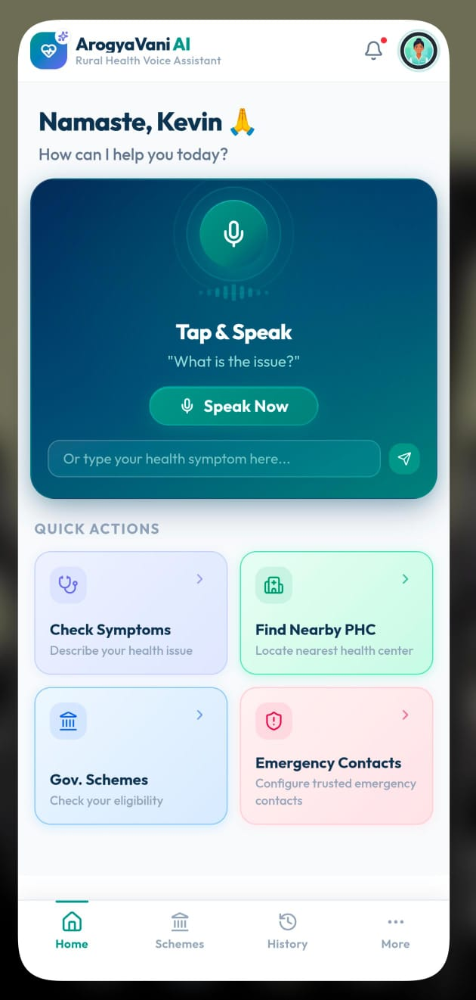 ArogyaVani AI
Rural Health Voice Assistant
Namaste, Kevin 🙏
How can I help you today?
Tap & Speak
"What is the issue?"
Speak Now
Or type your health symptom here...
QUICK ACTIONS
Check Symptoms
Describe your health issue
Find Nearby PHC
Locate nearest health center
Gov. Schemes
Check your eligibility
Emergency Contacts
Configure trusted emergency
contacts
Home
Schemes
History
More